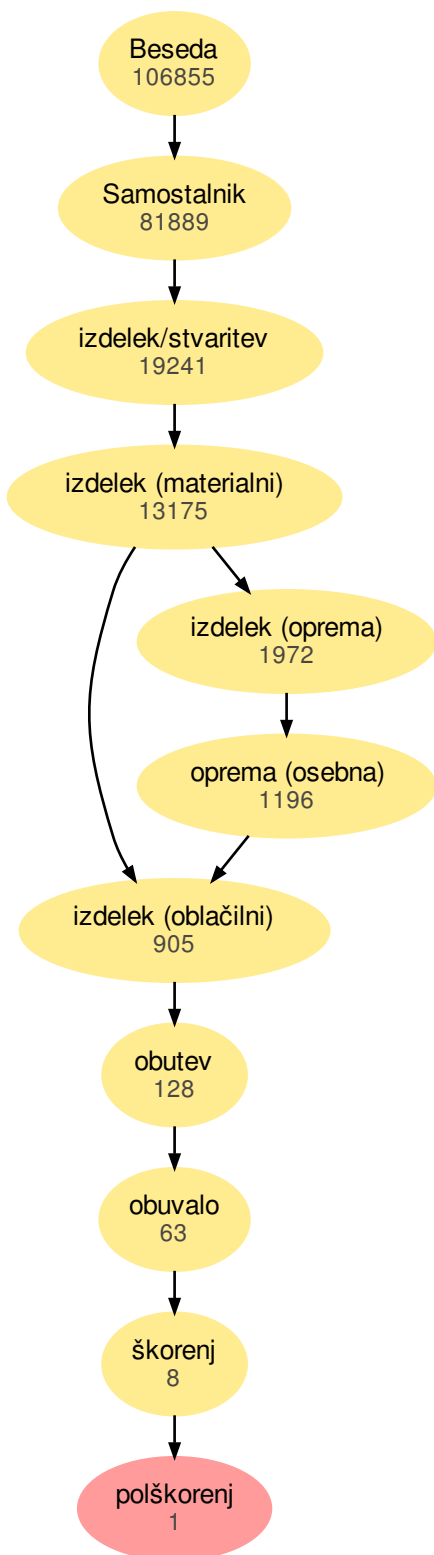 Beseda
106855
Samostalnik
81889
izdelek/stvaritev
19241
izdelek (materialni)
13175
izdelek (oprema)
1972
oprema (osebna)
1196
izdelek (oblačilni)
905
obutev
128
obuvalo
63
škorenj
8
polškorenj
1